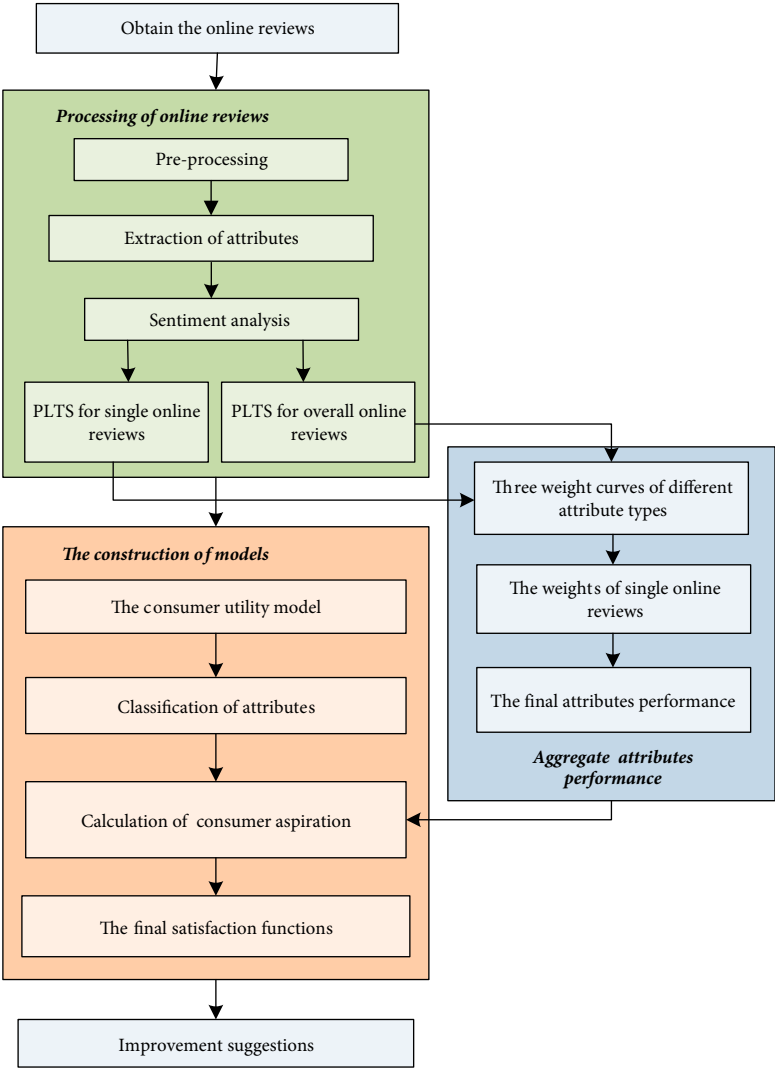 Obtain the online reviews
Processing of online reviews
Pre-processing
Extraction of attributes
Sentiment analysis
PLTS for single online
reviews
PLTS for overall online
reviews
Three weight curves of different
attribute types
The weights of single online
reviews
The final attributes performance
Aggregate attributes
performance
The construction of models
The consumer utility model
Classification of attributes
Calculation of consumer aspiration
The final satisfaction functions
Improvement suggestions